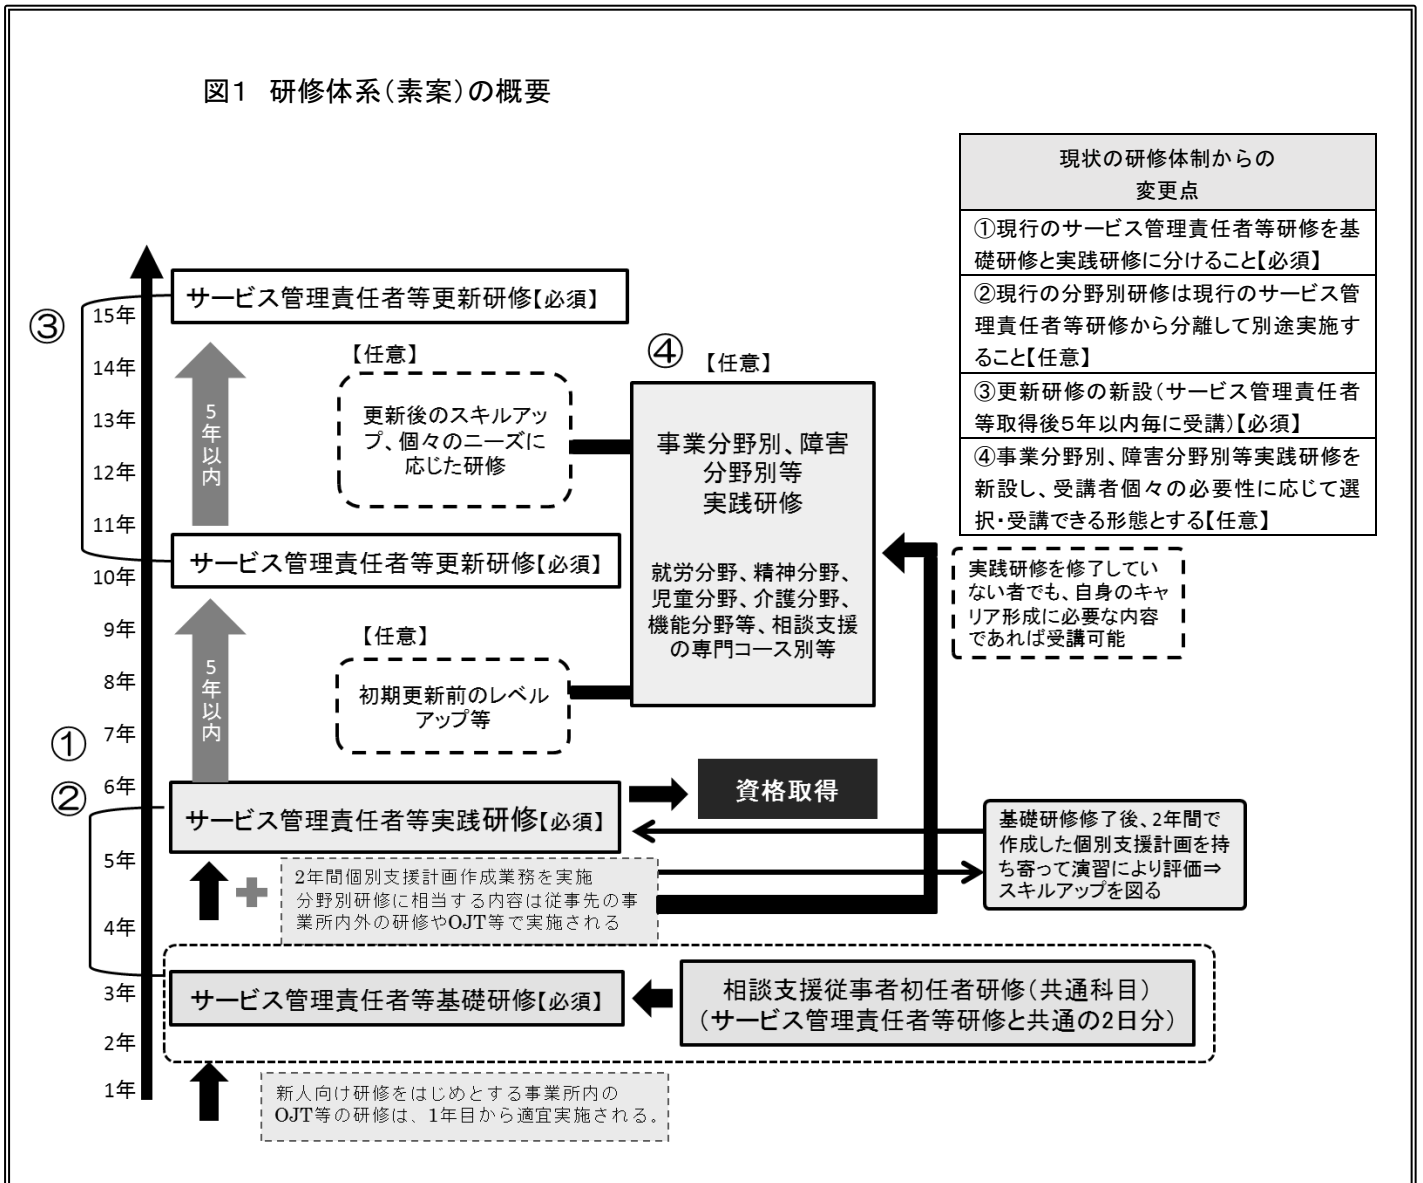 図1 研修体系(素案)の概要
現状の研修体制からの
変更点
①現行のサービス管理責任者等研修を基
礎研修と実践研修に分けること【必須】
②現行の分野別研修は現行のサービス管
理責任者等研修から分離して別途実施す
ること【任意】
③更新研修の新設(サービス管理責任者
等取得後5年以内毎に受講)【必須】
④事業分野別、障害分野別等実践研修を
新設し、受講者個々の必要性に応じて選
択・受講できる形態とする【任意】
サービス管理責任者等更新研修【必須】
③
15年
14年
13年
12年
11年
10年
9年
8年
7年
6年
5年
4年
3年
2年
1年
5年以内
【任意】
更新後のスキルアッ
プ、個々のニーズに
応じた研修
④
【任意】
事業分野別、障害
分野別等
実践研修
就労分野、精神分野、
児童分野、介護分野、
機能分野等、相談支援
の専門コース別等
サービス管理責任者等更新研修【必須】
実践研修を修了してい
ない者でも、自身のキャ
リア形成に必要な内容
であれば受講可能
5年以内
【任意】
初期更新前のレベル
アップ等
①
②
サービス管理責任者等実践研修【必須】
資格取得
基礎研修修了後、2年間で
作成した個別支援計画を持
ち寄って演習により評価⇒
スキルアップを図る
2年間個別支援計画作成業務を実施
分野別研修に相当する内容は従事先の事
業所内外の研修やOJT等で実施される
サービス管理責任者等基礎研修【必須】
相談支援従事者初任者研修(共通科目)
(サービス管理責任者等研修と共通の2日分)
新人向け研修をはじめとする事業所内の
OJT等の研修は、1年目から適宜実施される。